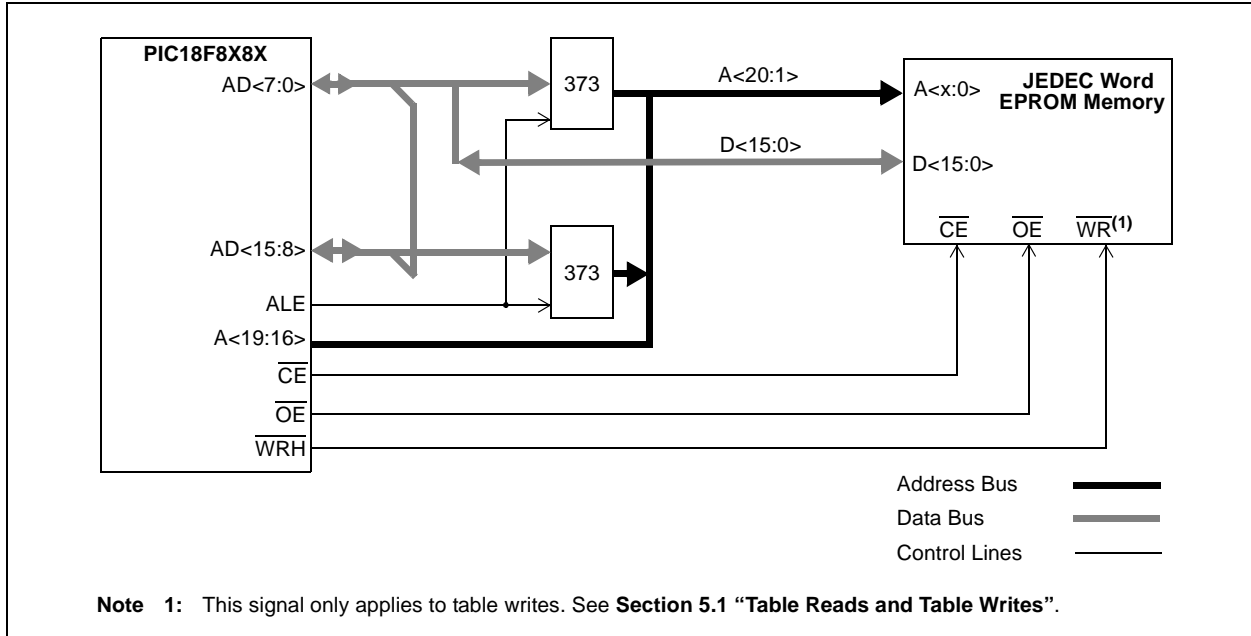 PIC18F8X8X
AD<7:0>
373
A<20:1>
A<x:0>
JEDEC Word
EPROM Memory
D<15:0>
D<15:0>
CE
OE
WR(1)
AD<15:8>
373
ALE
A<19:16>
CE
OE
WRH
Address Bus
Data Bus
Control Lines
Note 1: This signal only applies to table writes. See Section 5.1 “Table Reads and Table Writes”.